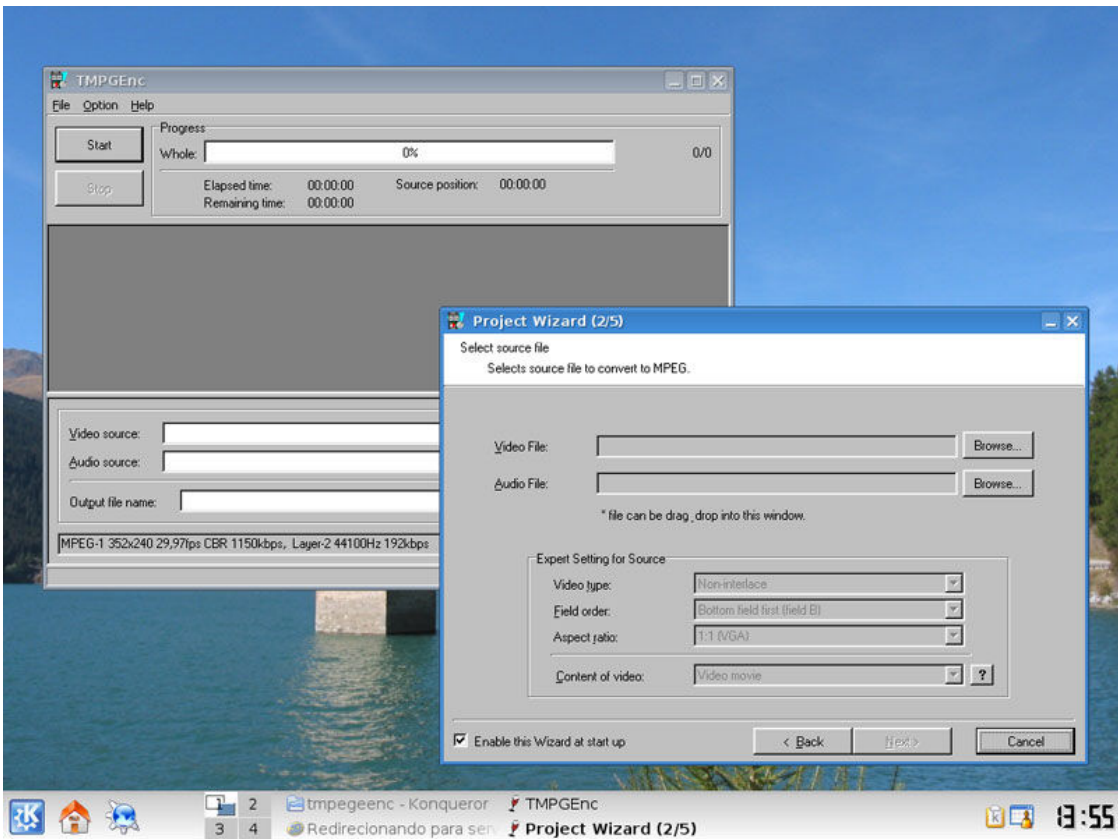 TMPGEnc
File Option Help
Start
Stop
Progress
Whole: 0% 0/0
Elapsed time: 00:00:00 Source position: 00:00:00
Remaining time: 00:00:00
Video source:
Audio source:
Output file name:
MPEG-1 352x240 29,97fps CBR 1150kbps, Layer-2 44100Hz 192kbps
Project Wizard (2/5)
Select source file
Selects source file to convert to MPEG.
Video File: Browse...
Audio File: Browse...
* file can be drag_drop into this window.
Expert Setting for Source
Video type: Non-interlace
Field order: Bottom field first (field B)
Aspect ratio: 1:1 (VGA)
Content of video: Video movie ?
Enable this Wizard at start up
< Back Next > Cancel
1 2 tmpegeenc - Konqueror TMPGEnc
3 4 Redirecionando para ser Project Wizard (2/5)
13:55